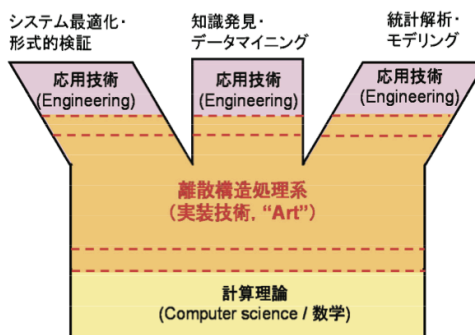 システム最適化・
形式的検証
知識発見・
データマイニング
統計解析・
モデリング
応用技術
(Engineering)
応用技術
(Engineering)
応用技術
(Engineering)
離散構造処理系
(実装技術, “Art”)
計算理論
(Computer science / 数学)